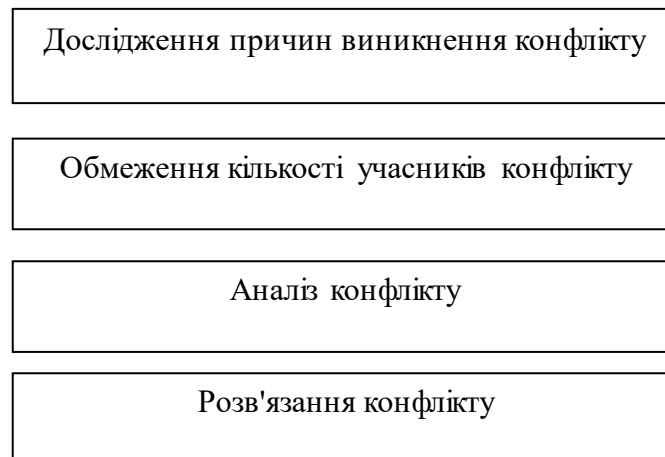 Дослідження причин виникнення конфлікту
Обмеження кількості учасників конфлікту
Аналіз конфлікту
Розв'язання конфлікту